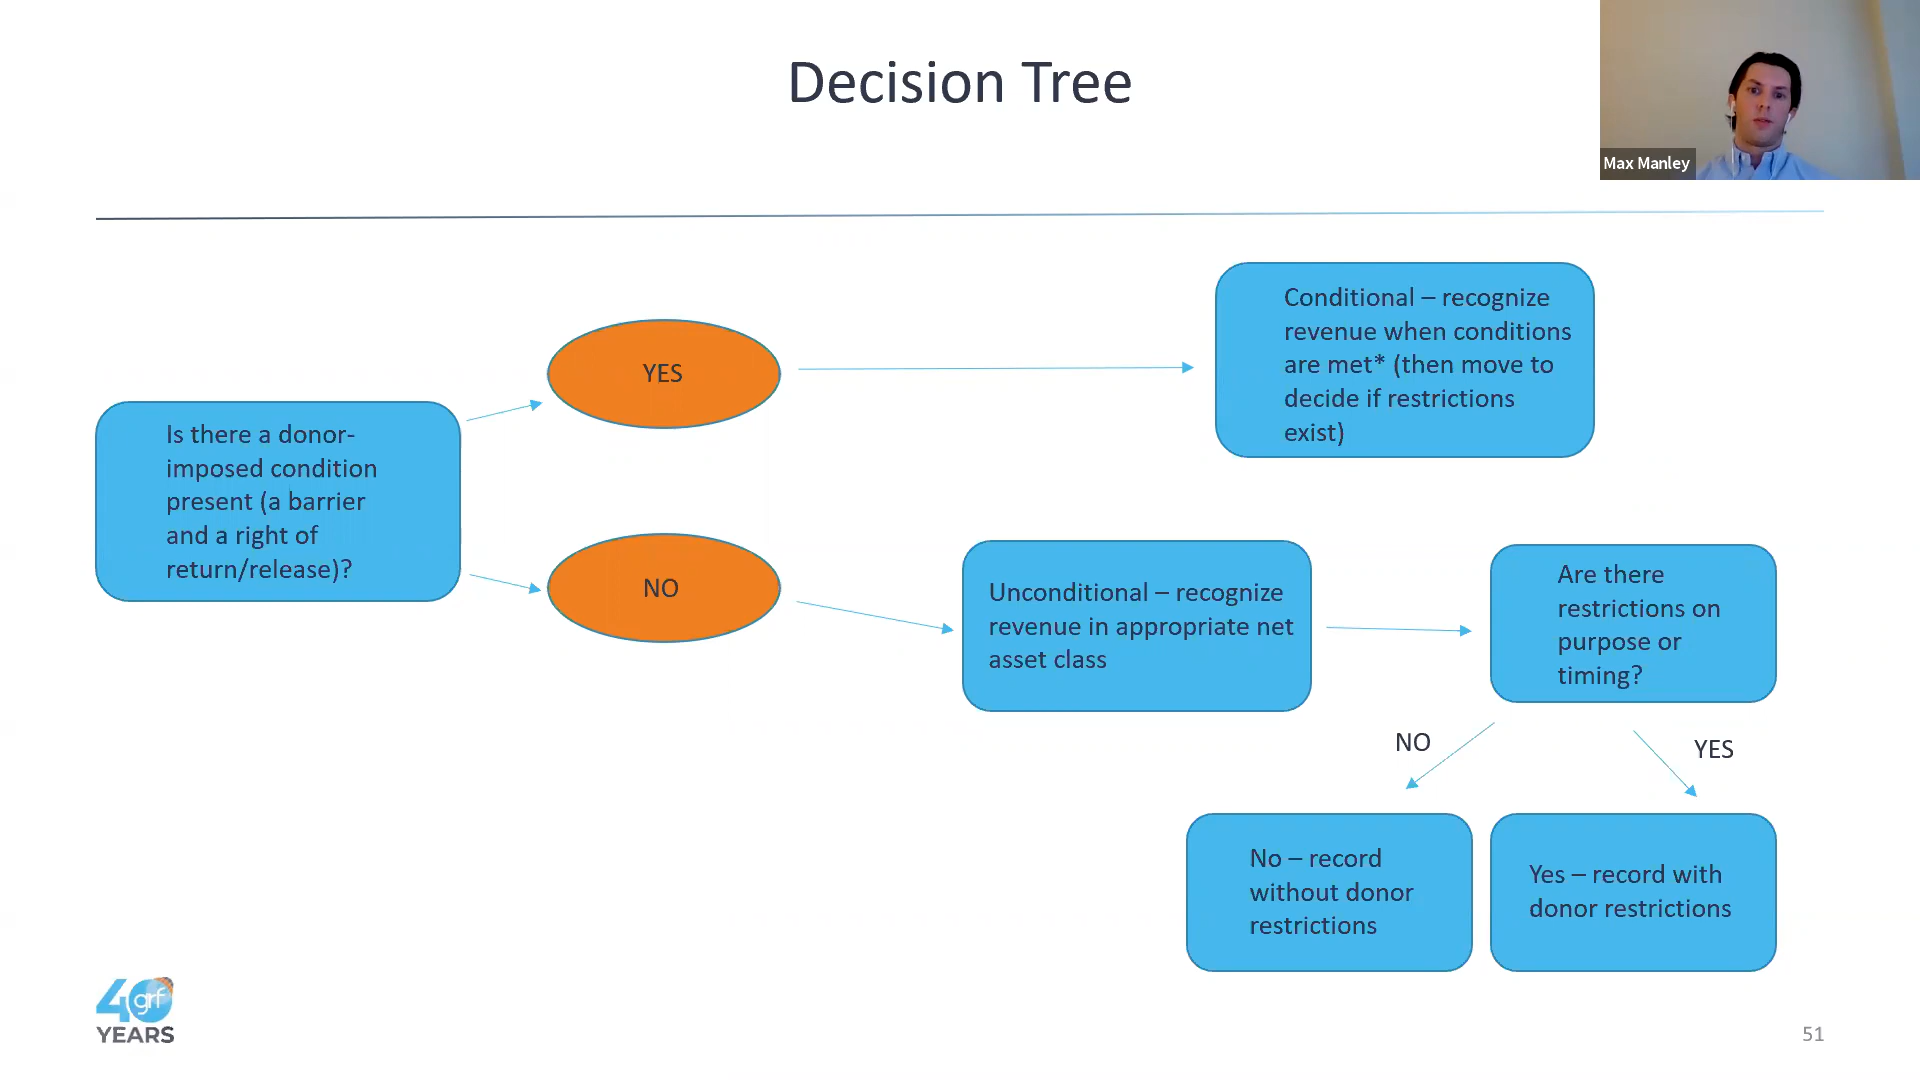 Decision Tree
Max Manley
Is there a donor-
imposed condition
present (a barrier
and a right of
return/release)?
YES
Conditional – recognize
revenue when conditions
are met* (then move to
decide if restrictions
exist)
NO
Unconditional – recognize
revenue in appropriate net
asset class
Are there
restrictions on
purpose or
timing?
NO
YES
No – record
without donor
restrictions
Yes – record with
donor restrictions
40 grf
YEARS
51